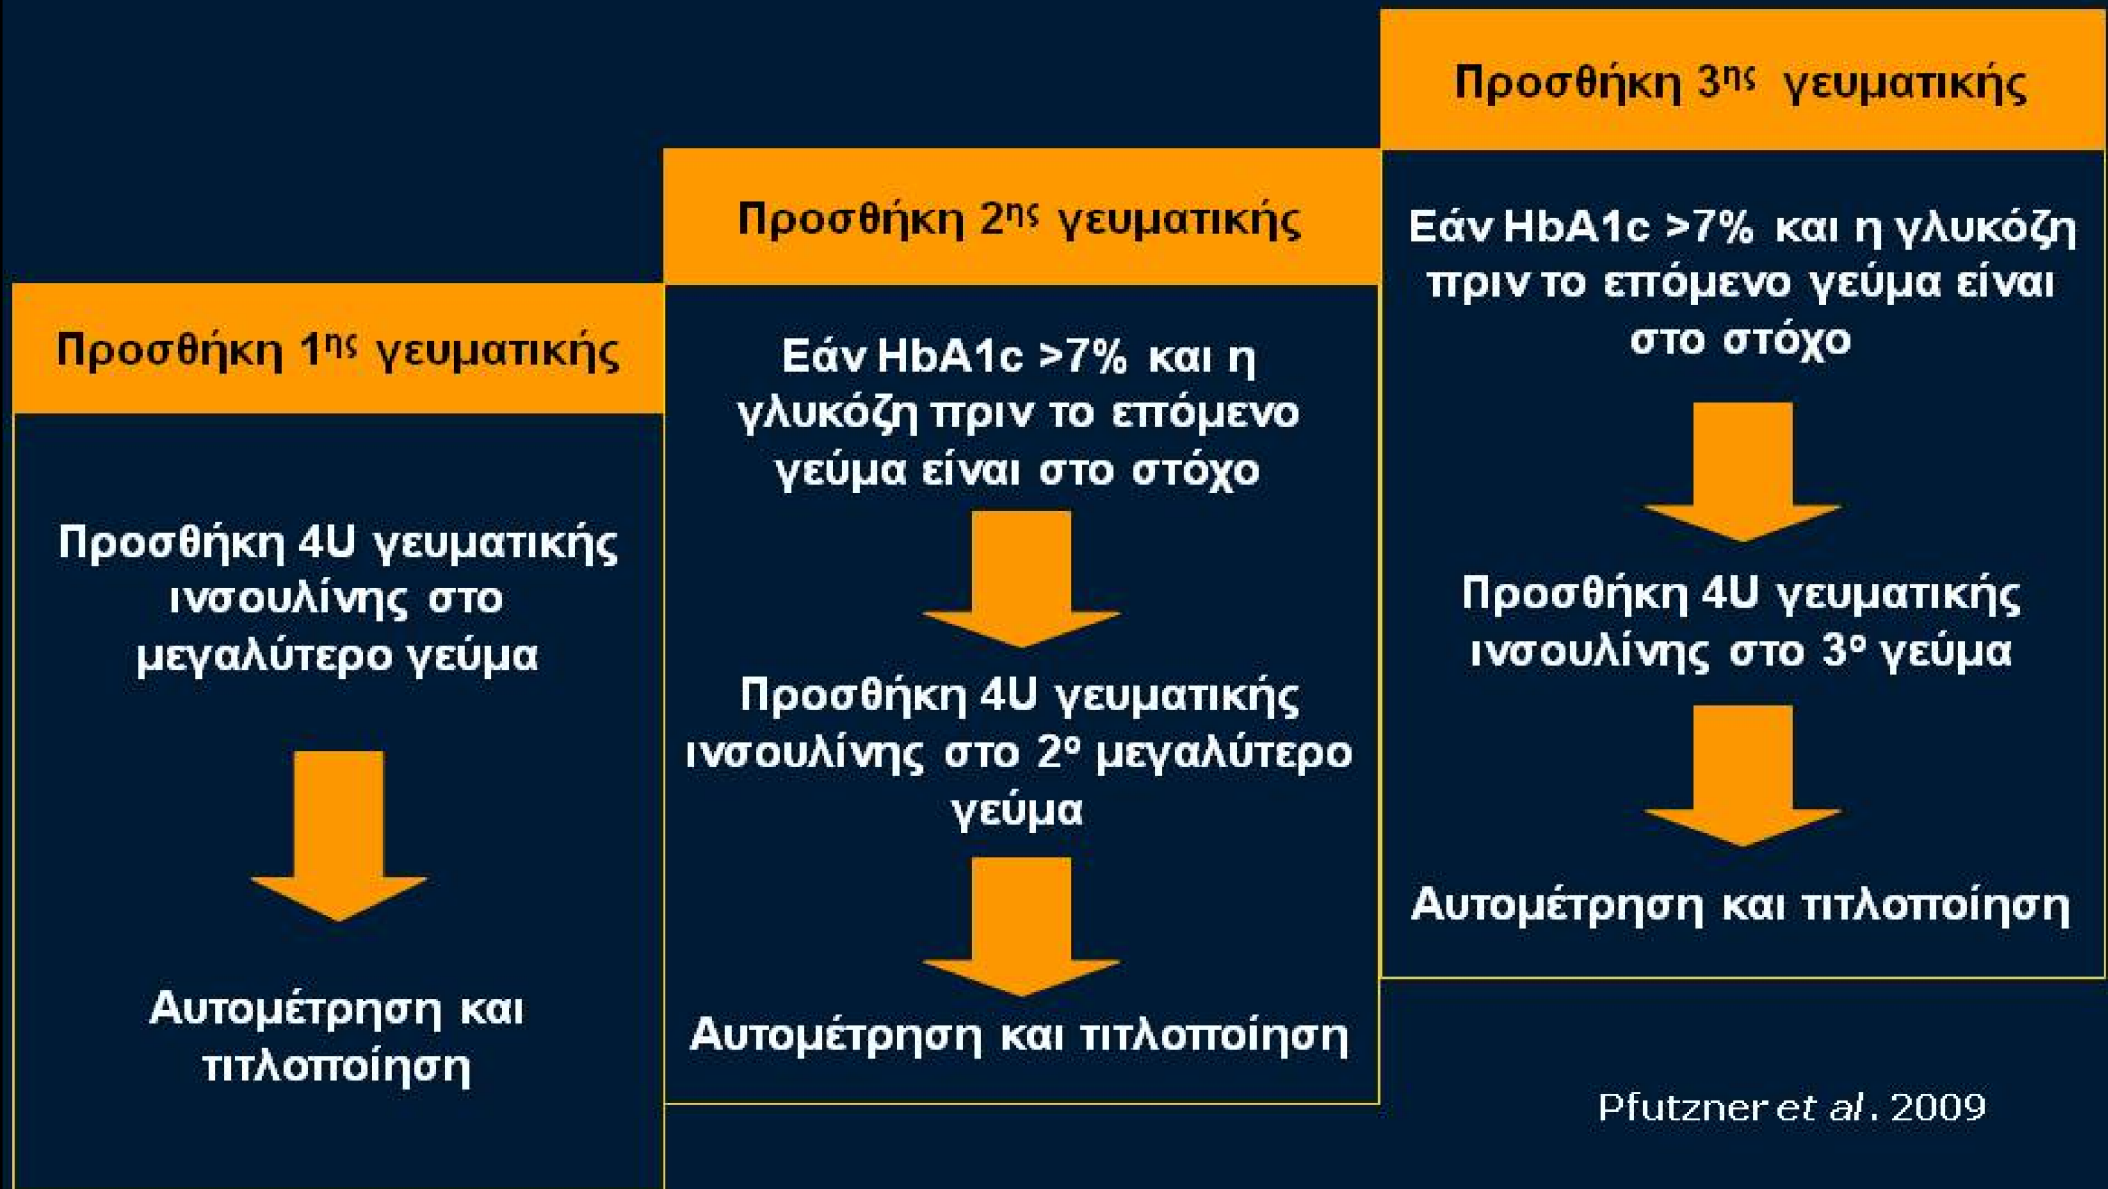 Προσθήκη 1ης γευματικής
Προσθήκη 4U γευματικής
ινσουλίνης στο
μεγαλύτερο γεύμα
Αυτομέτρηση και
τιτλοποίηση
Προσθήκη 2ης γευματικής
Εάν HbA1c >7% και η
γλυκόζη πριν το επόμενο
γεύμα είναι στο στόχο
Προσθήκη 4U γευματικής
ινσουλίνης στο 2ο μεγαλύτερο
γεύμα
Αυτομέτρηση και τιτλοποίηση
Προσθήκη 3ης γευματικής
Εάν HbA1c >7% και η γλυκόζη
πριν το επόμενο γεύμα είναι
στο στόχο
Προσθήκη 4U γευματικής
ινσουλίνης στο 3ο γεύμα
Αυτομέτρηση και τιτλοποίηση
Pfutzner et al. 2009